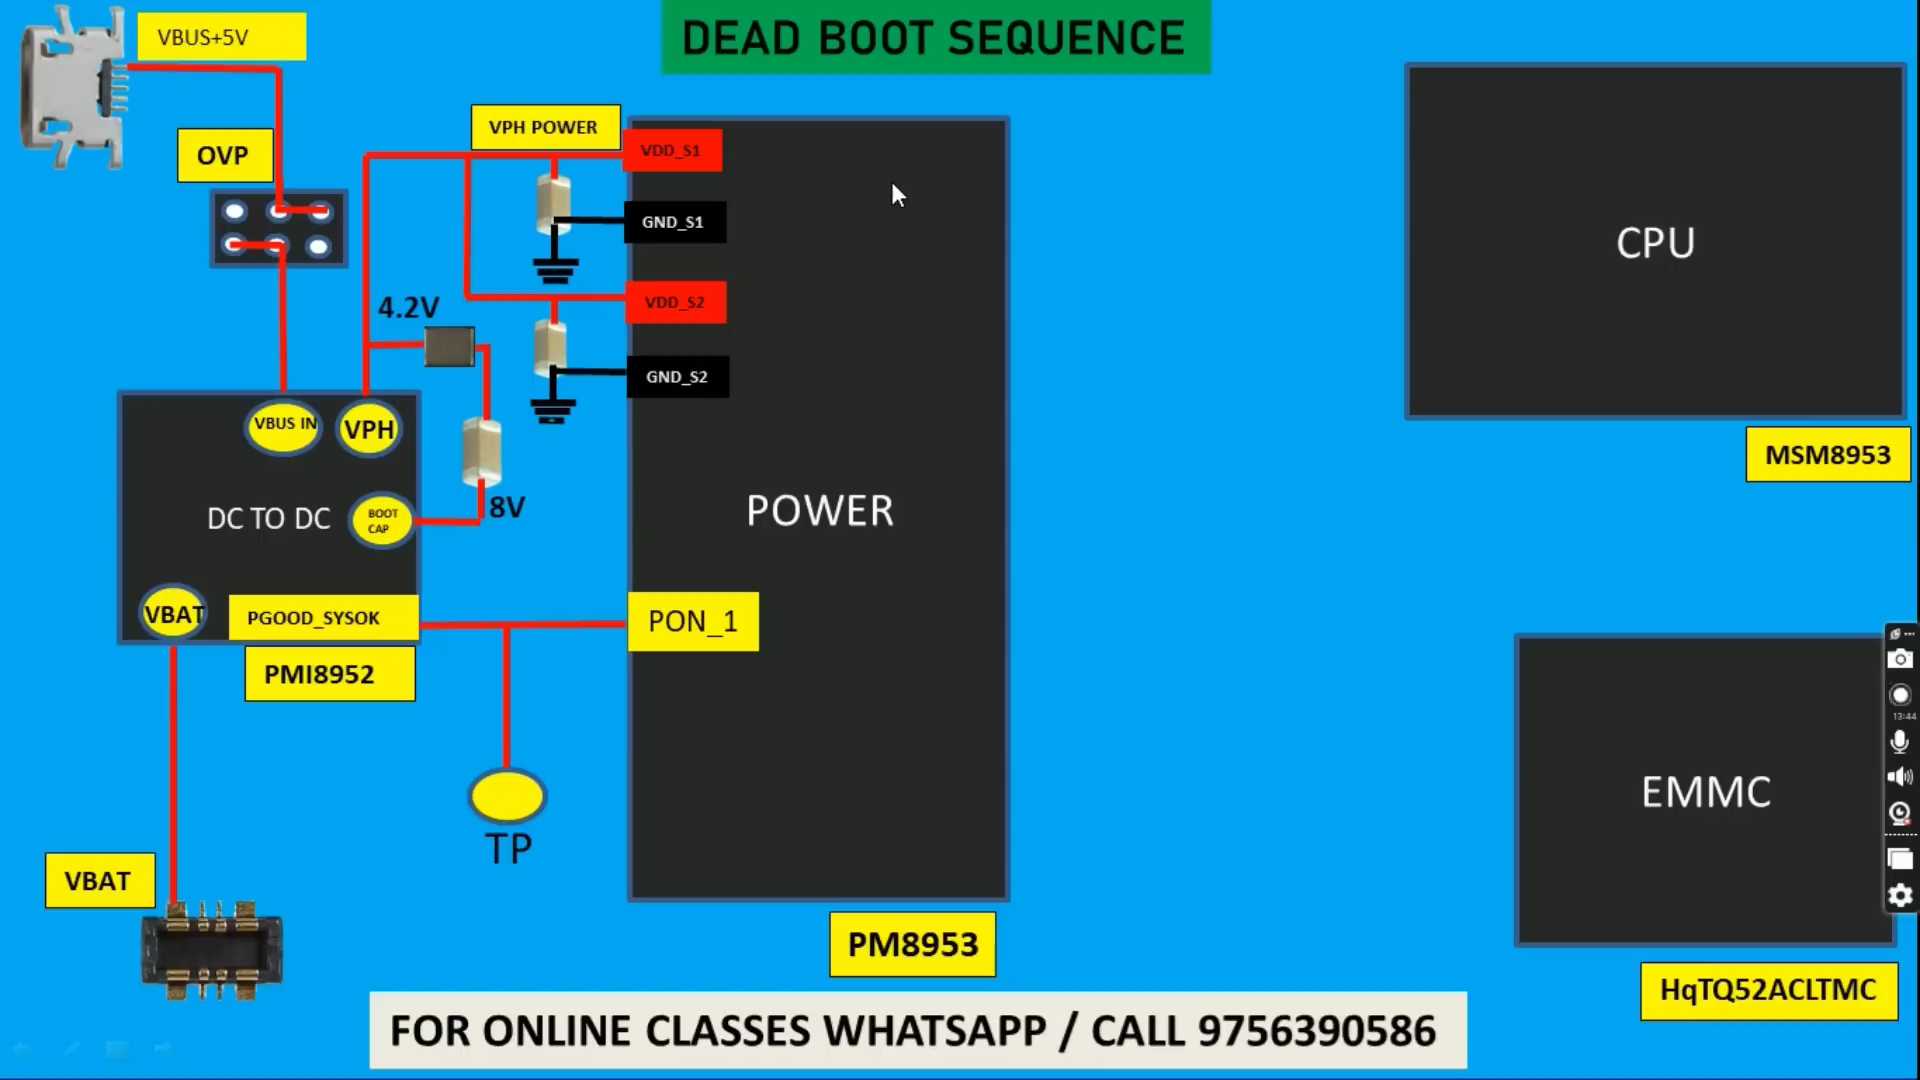 DEAD BOOT SEQUENCE
VBUS+5V
OVP
VPH POWER
VDD_S1
GND_S1
VDD_S2
GND_S2
4.2V
8V
VBUS IN
VPH
DC TO DC
BOOT
CAP
VBAT
PGOOD_SYSOK
PMI8952
PON_1
POWER
TP
VBAT
PM8953
CPU
MSM8953
EMMC
HqTQ52ACLTMC
13:44
FOR ONLINE CLASSES WHATSAPP / CALL 9756390586